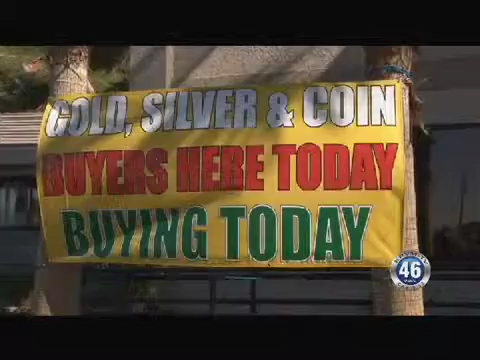 GOLD, SILVER & COIN
BUYERS HERE TODAY
BUYING TODAY
46